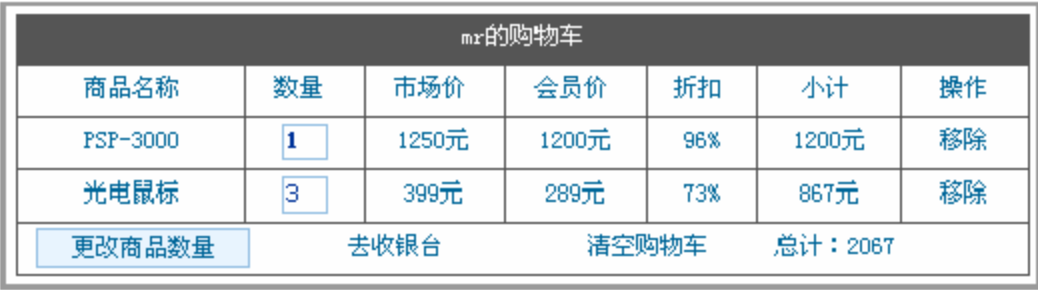 mr的购物车
商品名称 数量 市场价 会员价 折扣 小计 操作
PSP-3000 1 1250元 1200元 96% 1200元 移除
光电鼠标 3 399元 289元 73% 867元 移除
更改商品数量 去收银台 清空购物车 总计：2067